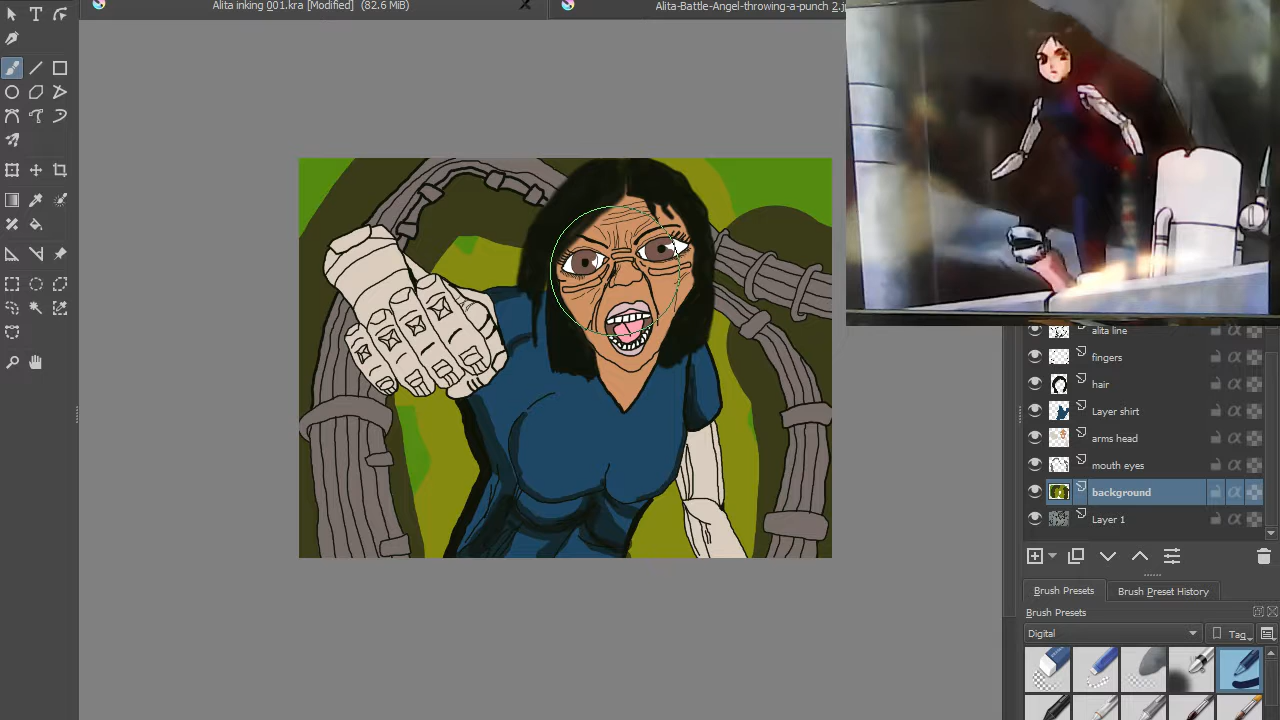 Alita inking 001.kra [Modified] (82.6 MiB)
Alita-Battle-Angel-throwing-a-punch 2.j
alita line
fingers
hair
Layer shirt
arms head
mouth eyes
background
Layer 1
Brush Presets
Brush Preset History
Brush Presets
Digital
Tag